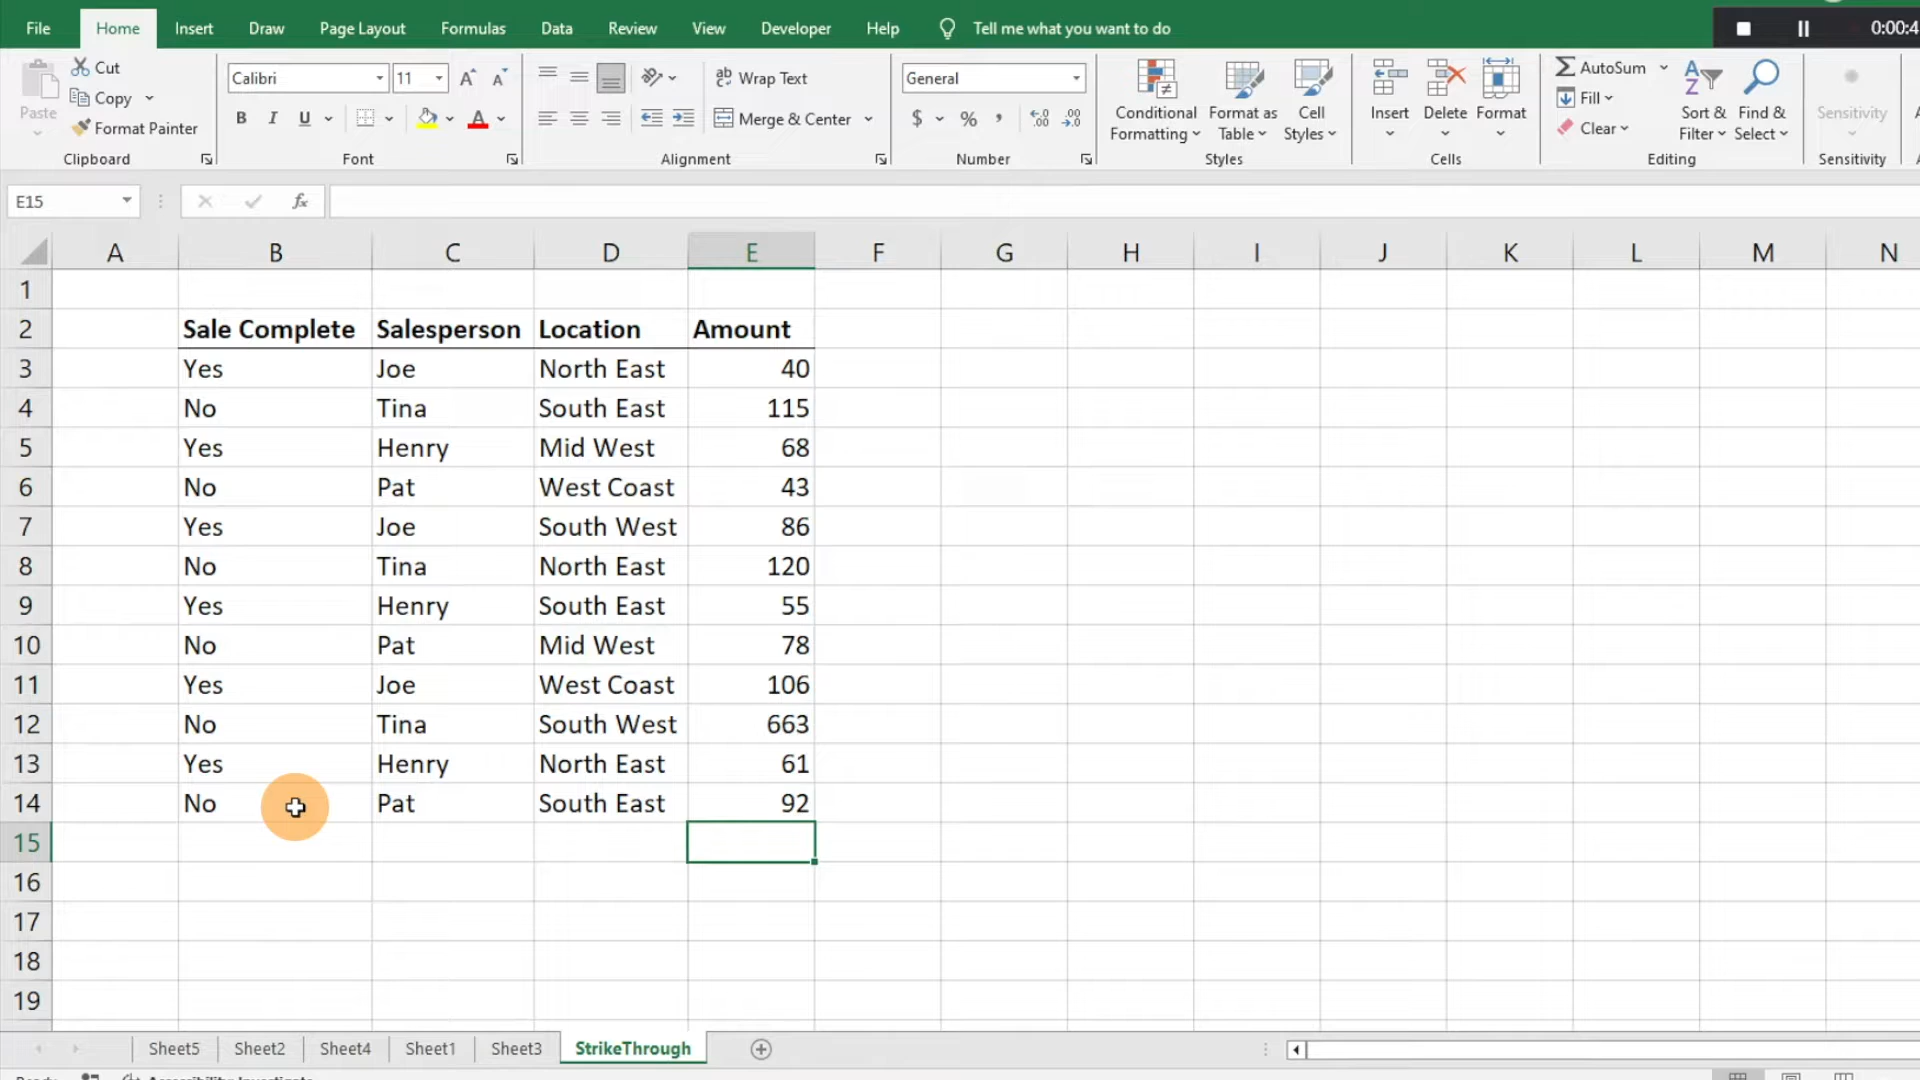 File Home Insert Draw Page Layout Formulas Data Review View Developer Help Tell me what you want to do 0:00:4
Cut Calibri 11 Wrap Text General AutoSum
Paste Copy Conditional Format as Cell Insert Delete Format Fill Sort & Find & Sensitivity
Format Painter B I U A Merge & Center $ % , Formatting Table Styles Clear Filter Select
Clipboard Font Alignment Number Styles Cells Editing Sensitivity
E15 fx
A B C D E F G H I J K L M N
1
2 Sale Complete Salesperson Location Amount
3 Yes Joe North East 40
4 No Tina South East 115
5 Yes Henry Mid West 68
6 No Pat West Coast 43
7 Yes Joe South West 86
8 No Tina North East 120
9 Yes Henry South East 55
10 No Pat Mid West 78
11 Yes Joe West Coast 106
12 No Tina South West 663
13 Yes Henry North East 61
14 No Pat South East 92
15
16
17
18
19
Sheet5 Sheet2 Sheet4 Sheet1 Sheet3 StrikeThrough